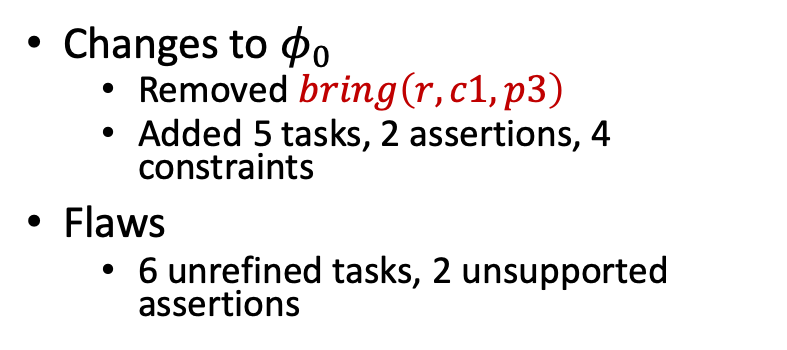 • Changes to ϕ₀
• Removed bring(r, c1, p3)
• Added 5 tasks, 2 assertions, 4
constraints
• Flaws
• 6 unrefined tasks, 2 unsupported
assertions